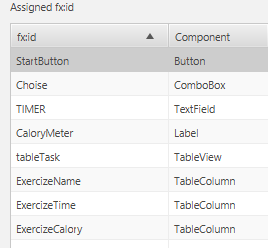 Assigned fx:id
fx:id Component
StartButton Button
Choise ComboBox
TIMER TextField
CaloryMeter Label
tableTask TableView
ExercizeName TableColumn
ExercizeTime TableColumn
ExercizeCalory TableColumn